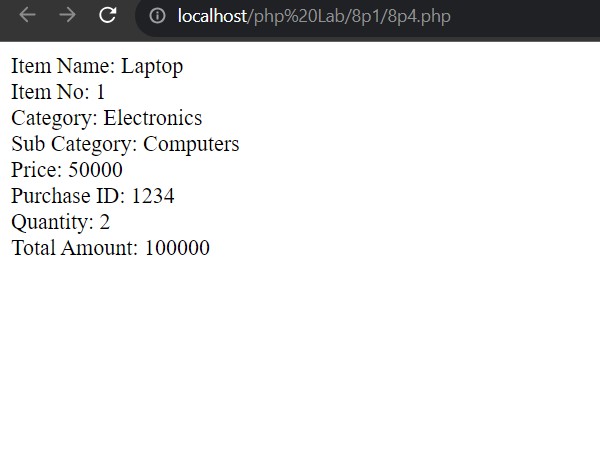 localhost/php%20Lab/8p1/8p4.php
Item Name: Laptop
Item No: 1
Category: Electronics
Sub Category: Computers
Price: 50000
Purchase ID: 1234
Quantity: 2
Total Amount: 100000